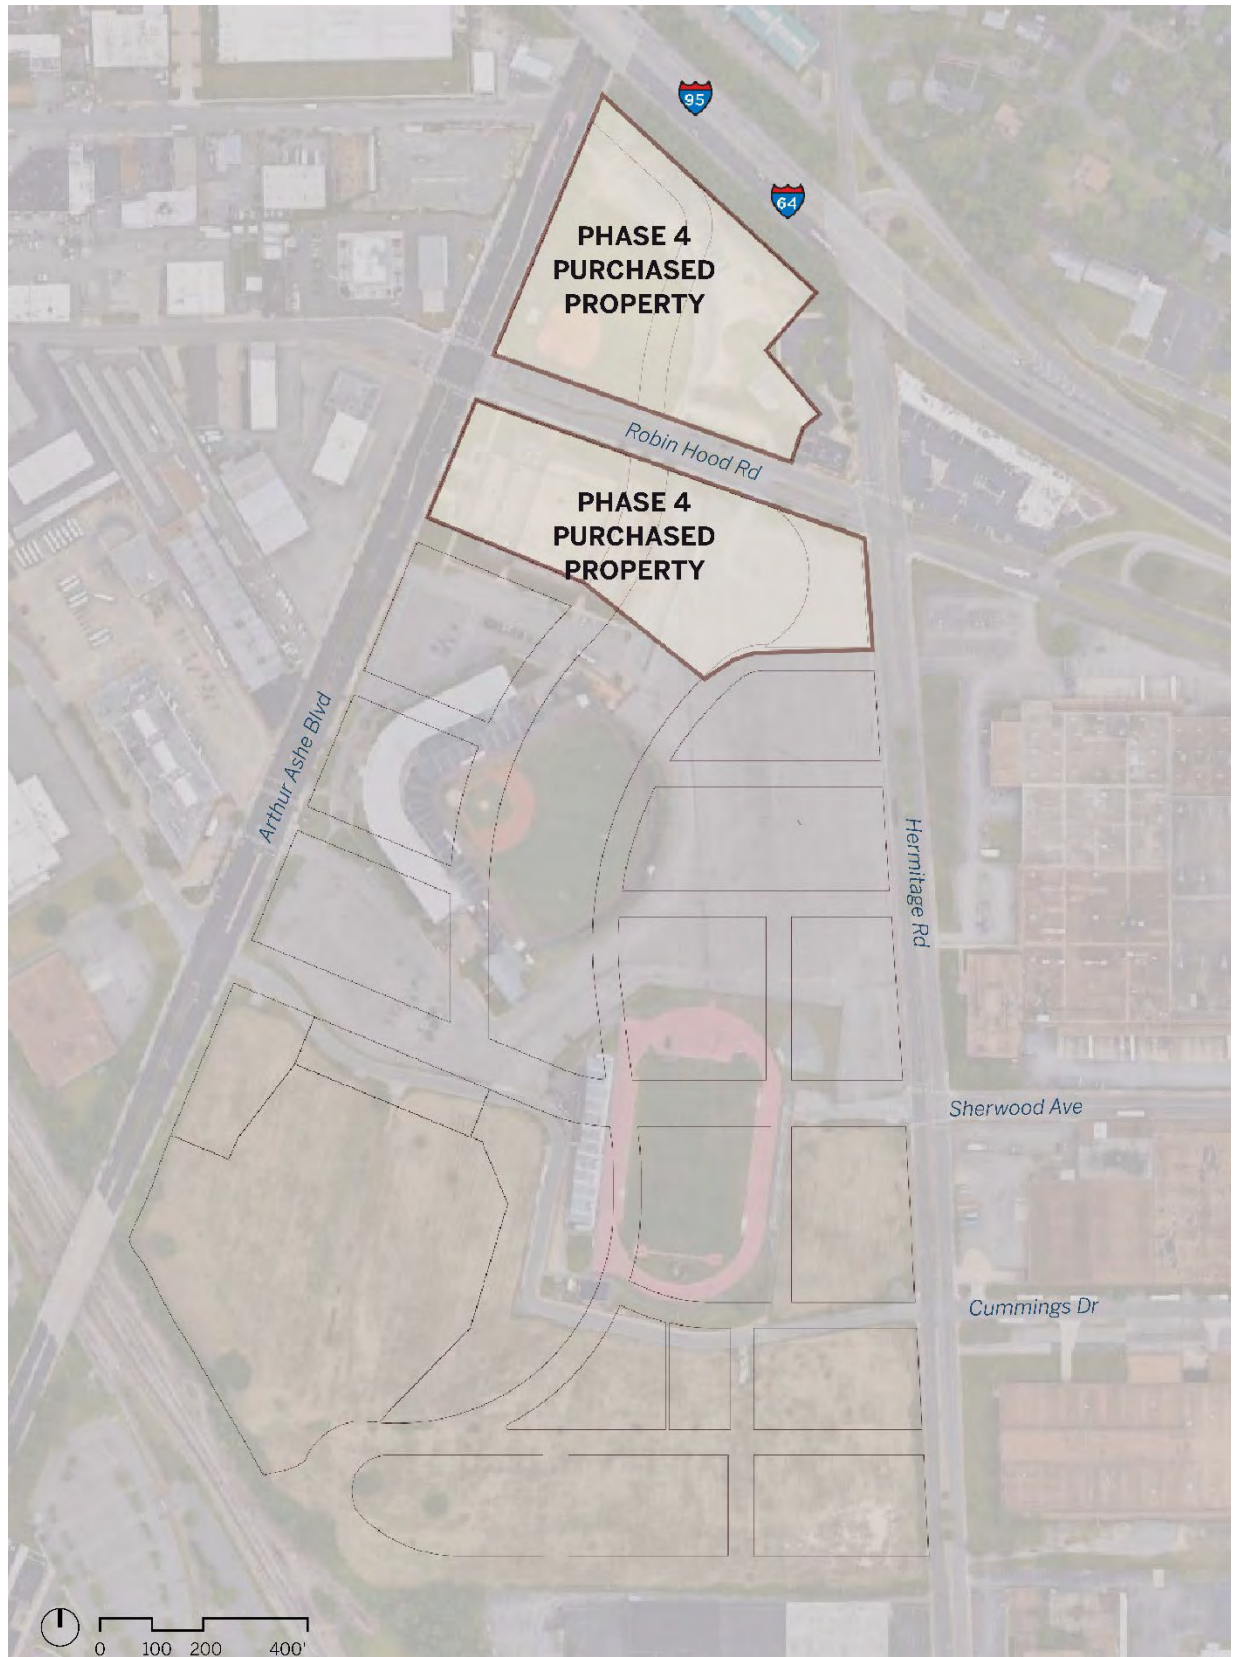 95
64
PHASE 4
PURCHASED
PROPERTY
Robin Hood Rd
PHASE 4
PURCHASED
PROPERTY
Arthur Ashe Blvd
Hermitage Rd
Sherwood Ave
Cummings Dr
0 100 200 400'